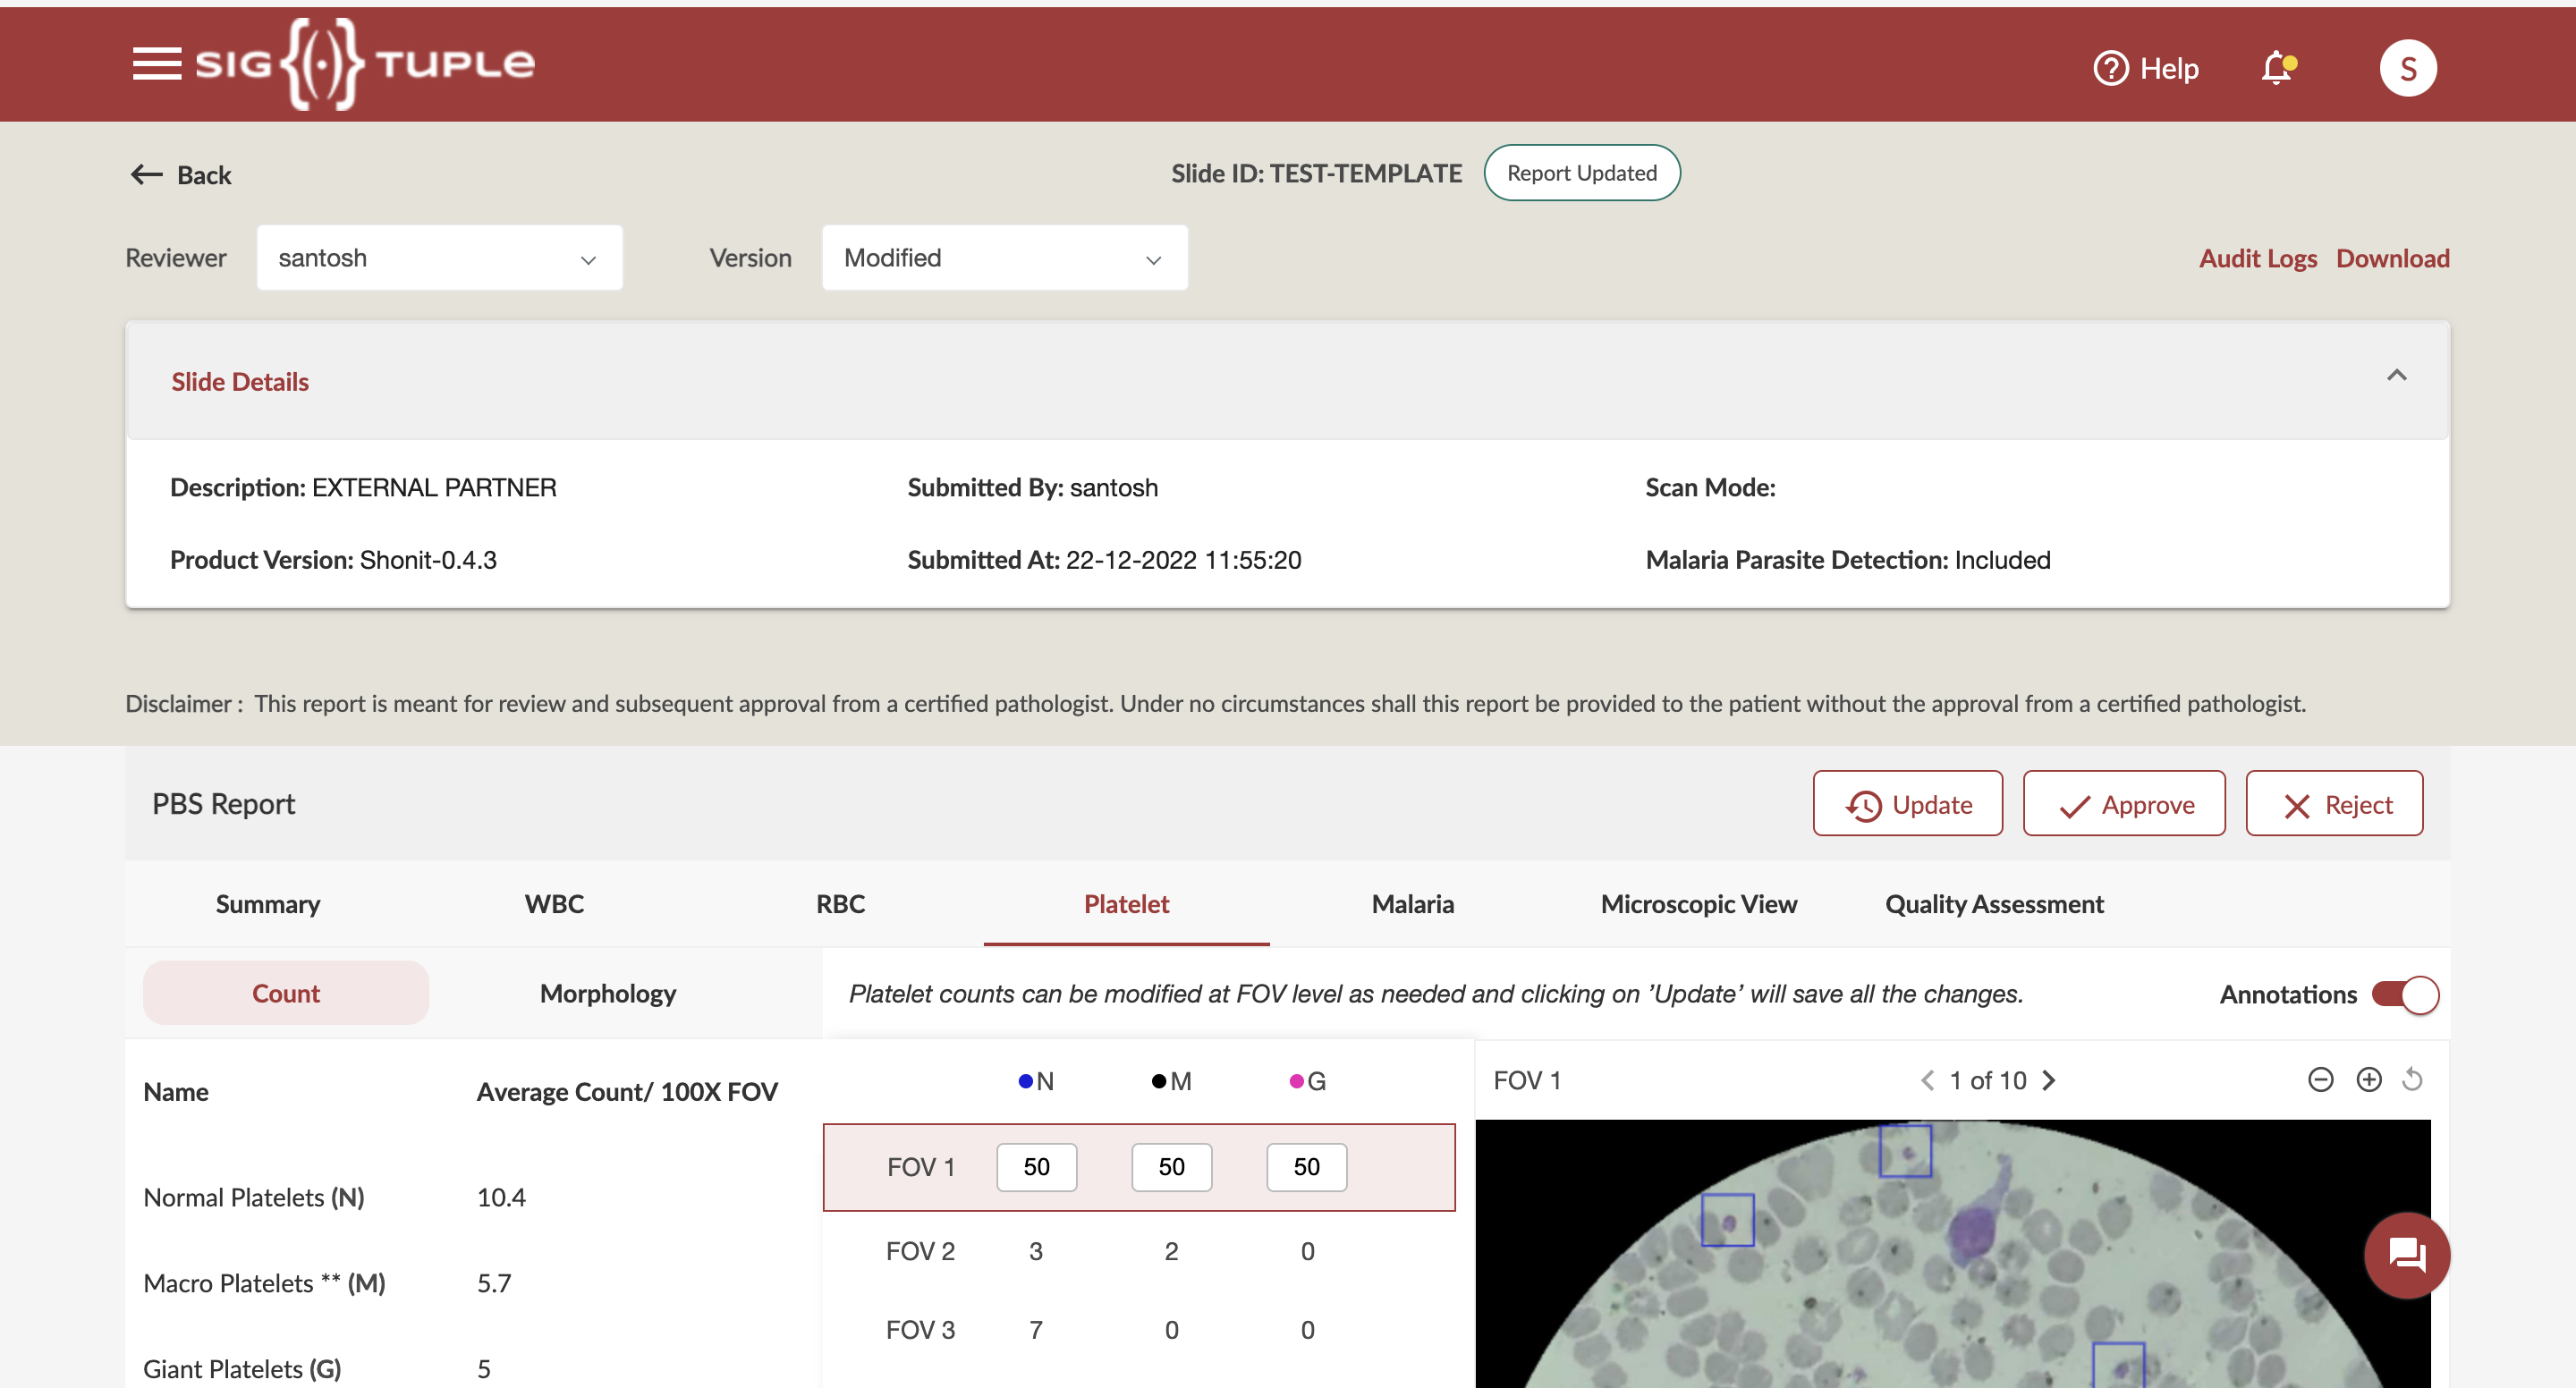 SIG{(·)}TUPLE
Help
S
Back
Slide ID: TEST-TEMPLATE
Report Updated
Reviewer
santosh
Version
Modified
Audit Logs
Download
Slide Details
Description: EXTERNAL PARTNER
Submitted By: santosh
Scan Mode:
Product Version: Shonit-0.4.3
Submitted At: 22-12-2022 11:55:20
Malaria Parasite Detection: Included
Disclaimer : This report is meant for review and subsequent approval from a certified pathologist. Under no circumstances shall this report be provided to the patient without the approval from a certified pathologist.
PBS Report
Update
Approve
Reject
Summary
WBC
RBC
Platelet
Malaria
Microscopic View
Quality Assessment
Count
Morphology
Platelet counts can be modified at FOV level as needed and clicking on 'Update' will save all the changes.
Annotations
Name
Average Count/ 100X FOV
Normal Platelets (N)
10.4
Macro Platelets ** (M)
5.7
Giant Platelets (G)
5
N
M
G
FOV 1
50
50
50
FOV 2
3
2
0
FOV 3
7
0
0
FOV 1
1 of 10